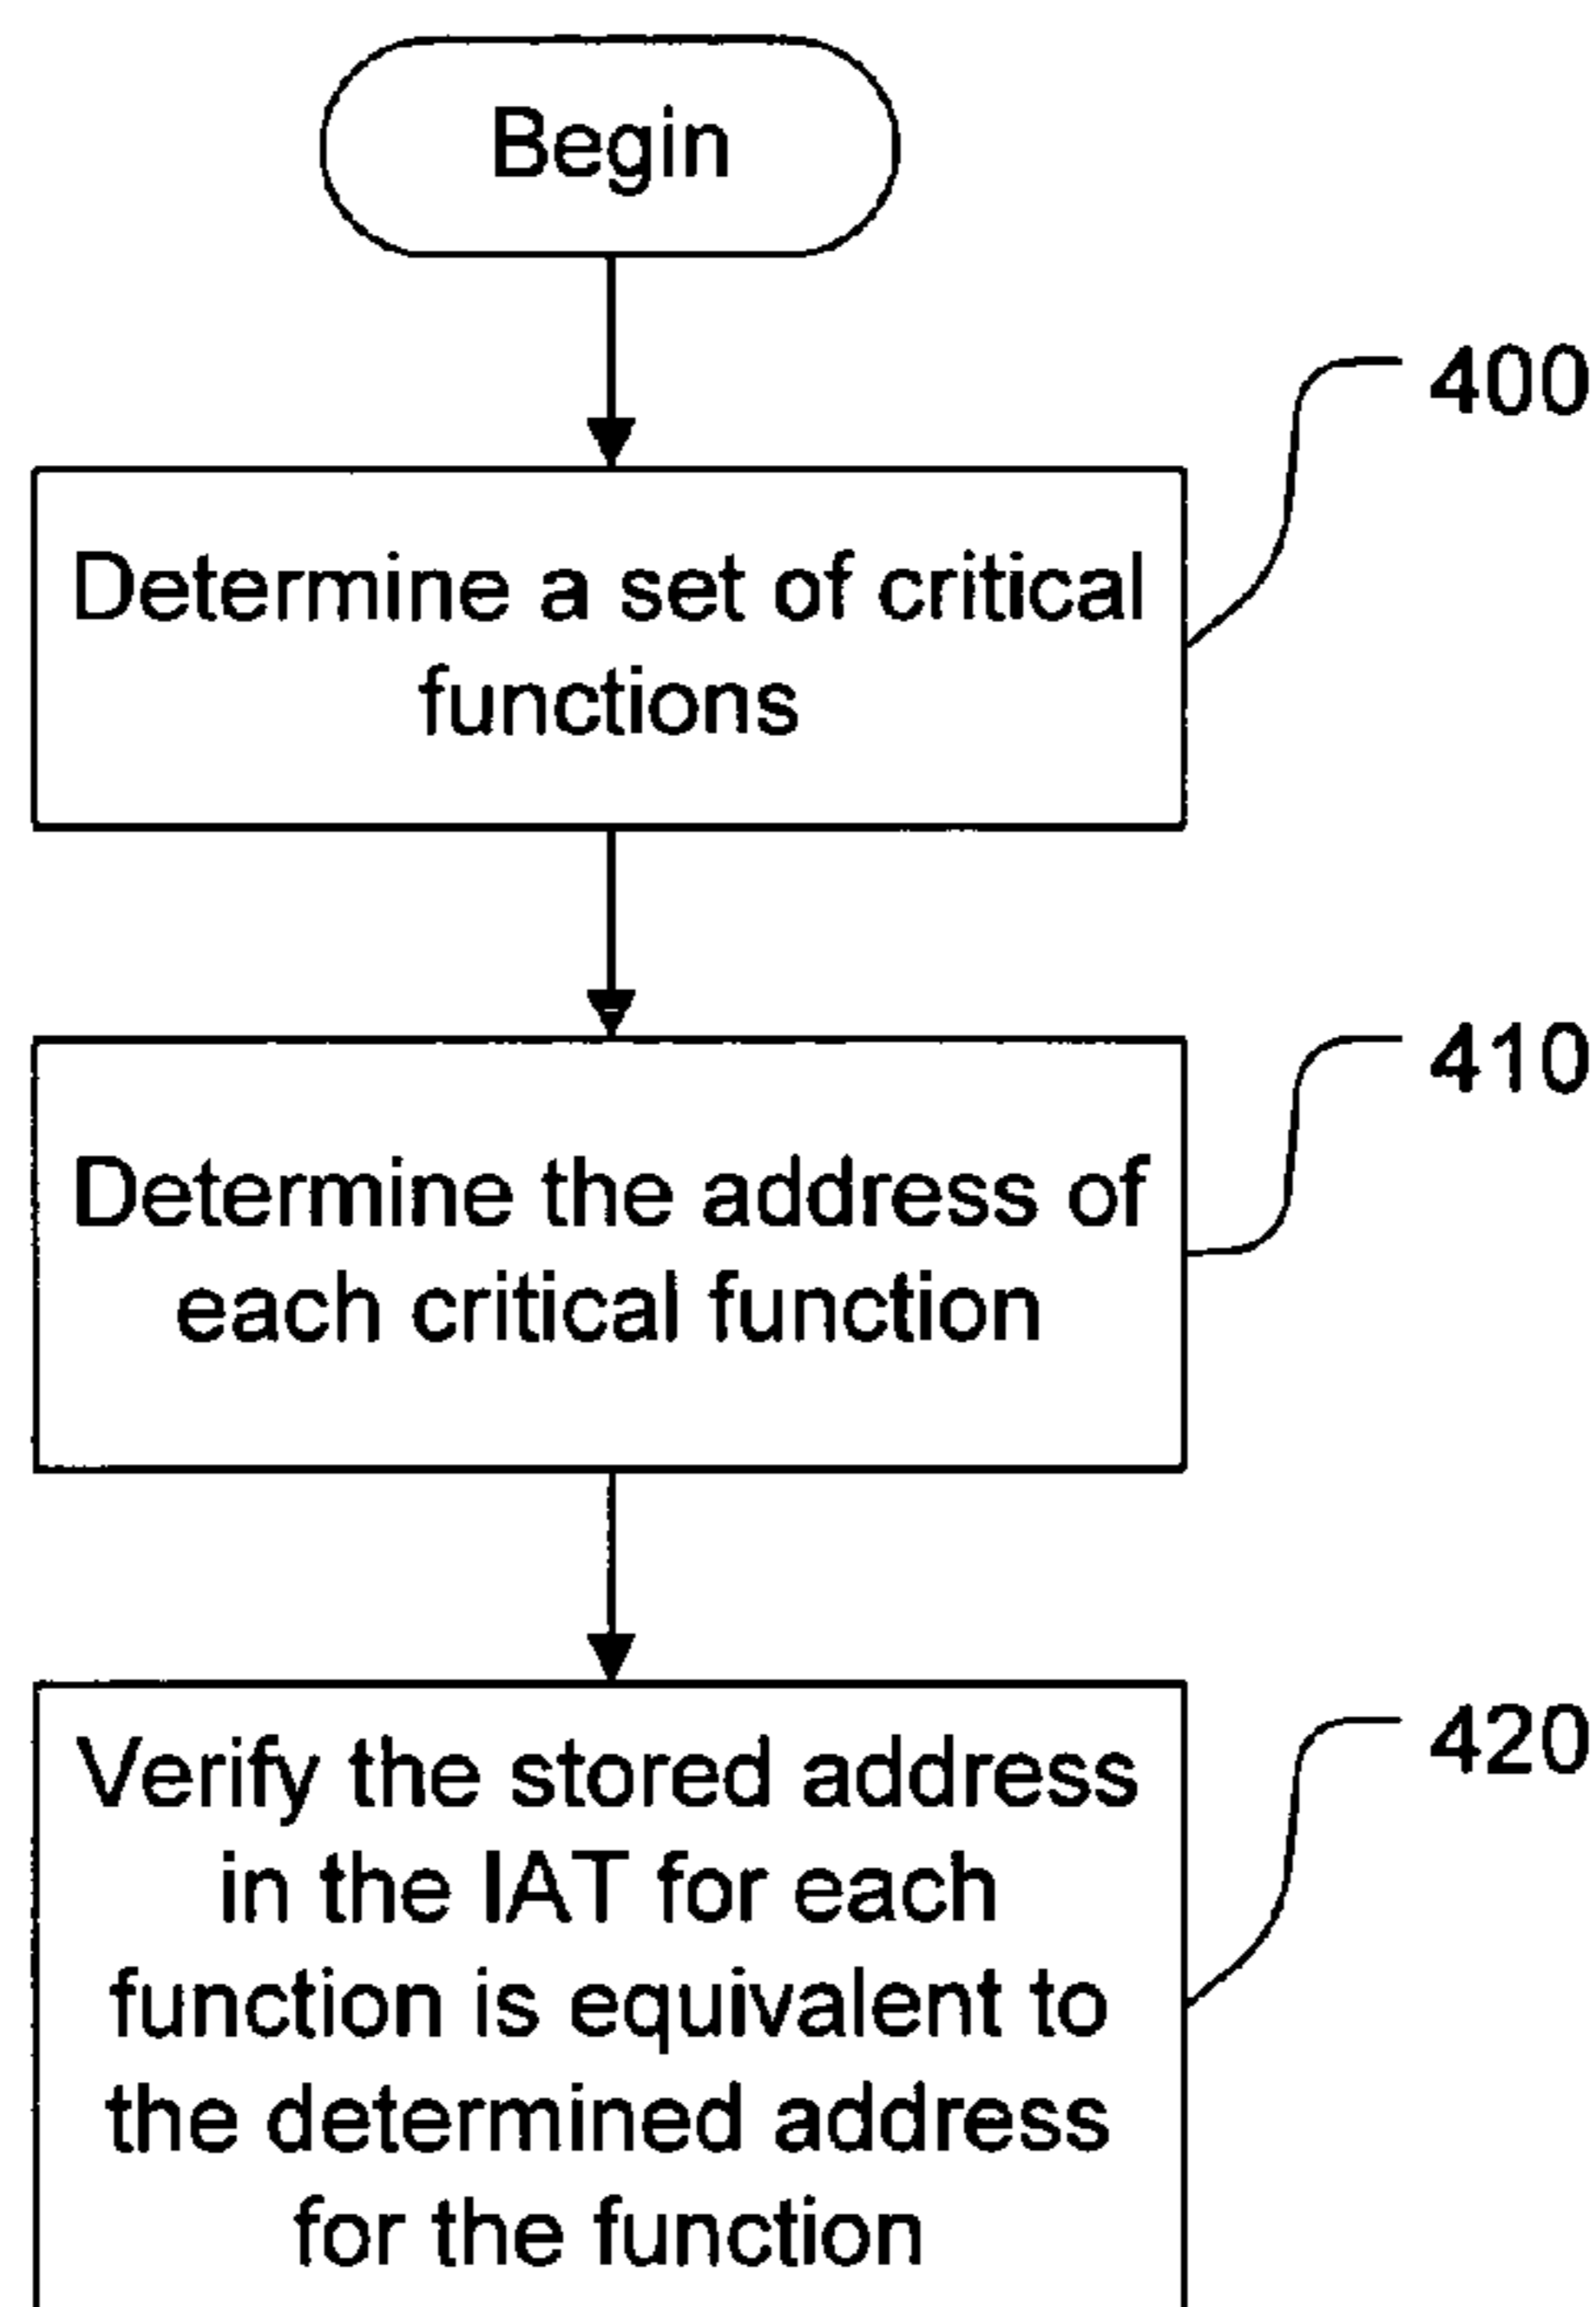 Begin
400
Determine a set of critical
functions
410
Determine the address of
each critical function
420
Verify the stored address
in the IAT for each
function is equivalent to
the determined address
for the function